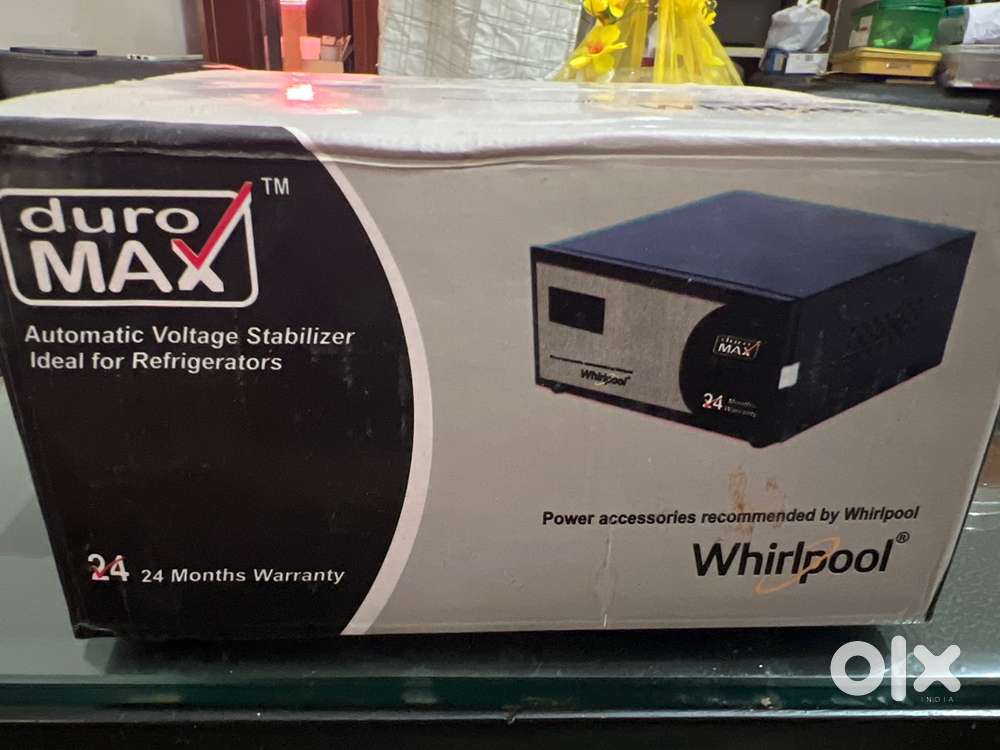 duro
MAX
TM
Automatic Voltage Stabilizer
Ideal for Refrigerators
24 24 Months Warranty
duro
MAX
Whirlpool
24 Months
Warranty
Power accessories recommended by Whirlpool
Whirlpool®
olx
INDIA